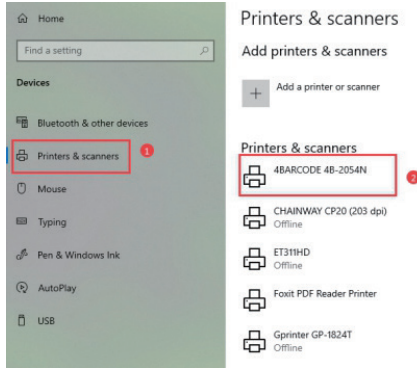 Home
Find a setting
Devices
Bluetooth & other devices
Printers & scanners
1
Mouse
Typing
Pen & Windows Ink
AutoPlay
USB
Printers & scanners
Add printers & scanners
Add a printer or scanner
Printers & scanners
4BARCODE 4B-2054N
2
CHAINWAY CP20 (203 dpi)
Offline
ET311HD
Offline
Foxit PDF Reader Printer
Gprinter GP-1824T
Offline